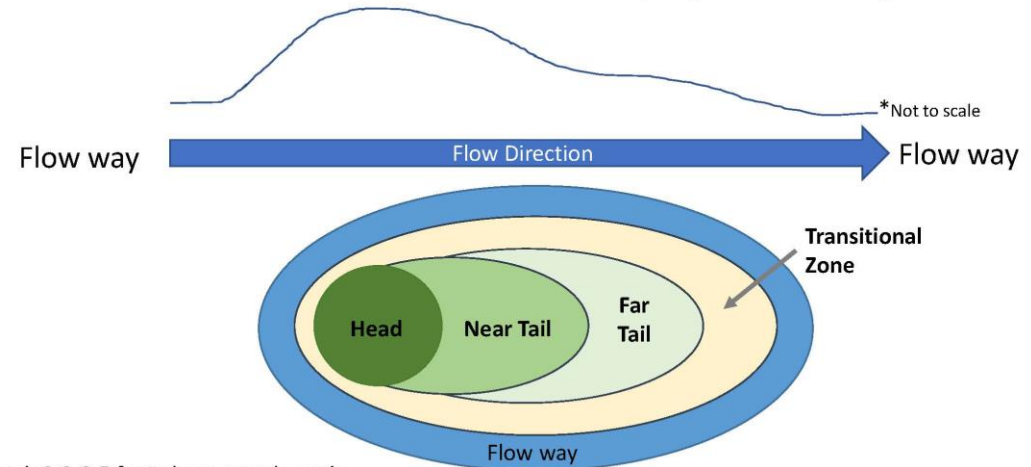 *Not to scale
Flow way
Flow Direction
Flow way
Transitional
Zone
Head
Near Tail
Far
Tail
Flow way